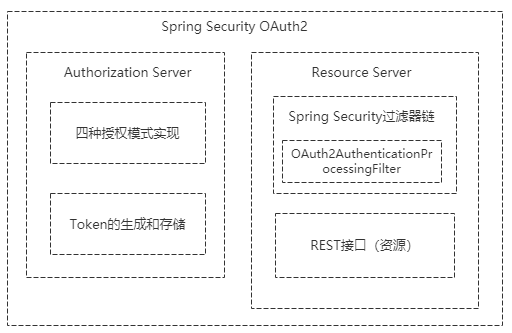 Spring Security OAuth2
Authorization Server
四种授权模式实现
Token的生成和存储
Resource Server
Spring Security过滤器链
OAuth2AuthenticationPr
ocessingFilter
REST接口（资源）